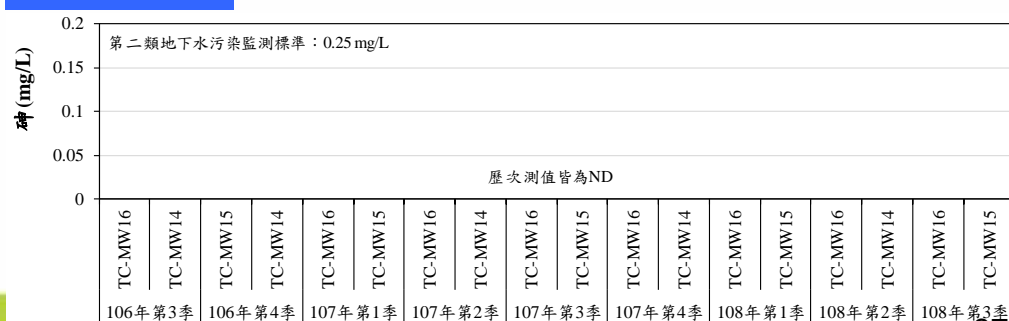 0.2
第二類地下水污染監測標準：0.25 mg/L
0.15
砷(mg/L)
0.1
0.05
歷次測值皆為ND
0
TC-MW16 TC-MW14 TC-MW15 TC-MW14 TC-MW16 TC-MW15 TC-MW16 TC-MW14 TC-MW16 TC-MW15 TC-MW16 TC-MW14 TC-MW16 TC-MW15 TC-MW16 TC-MW14 TC-MW16 TC-MW15
106年第3季 106年第4季 107年第1季 107年第2季 107年第3季 107年第4季 108年第1季 108年第2季 108年第3季